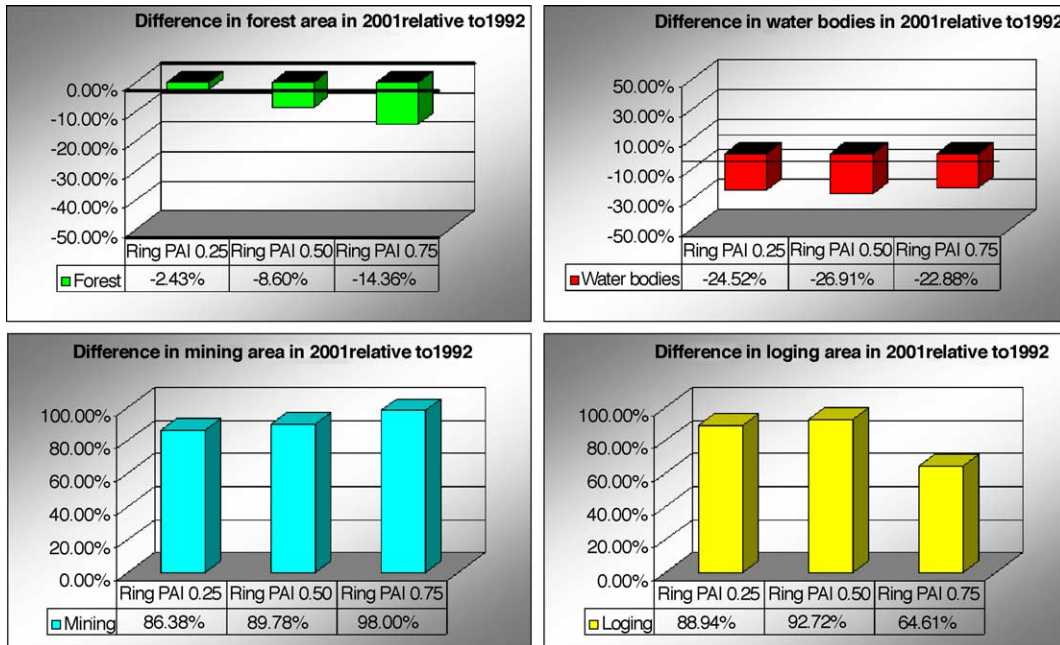 Difference in forest area in 2001relative to1992
0.00%
-10.00%
-20.00%
-30.00%
-40.00%
-50.00%
Ring PAI 0.25 Ring PAI 0.50 Ring PAI 0.75
Forest -2.43% -8.60% -14.36%
Difference in water bodies in 2001relative to1992
50.00%
30.00%
10.00%
-10.00%
-30.00%
-50.00%
Ring PAI 0.25 Ring PAI 0.50 Ring PAI 0.75
Water bodies -24.52% -26.91% -22.88%
Difference in mining area in 2001relative to1992
100.00%
80.00%
60.00%
40.00%
20.00%
0.00%
Ring PAI 0.25 Ring PAI 0.50 Ring PAI 0.75
Mining 86.38% 89.78% 98.00%
Difference in loging area in 2001relative to1992
100.00%
80.00%
60.00%
40.00%
20.00%
0.00%
Ring PAI 0.25 Ring PAI 0.50 Ring PAI 0.75
Loging 88.94% 92.72% 64.61%